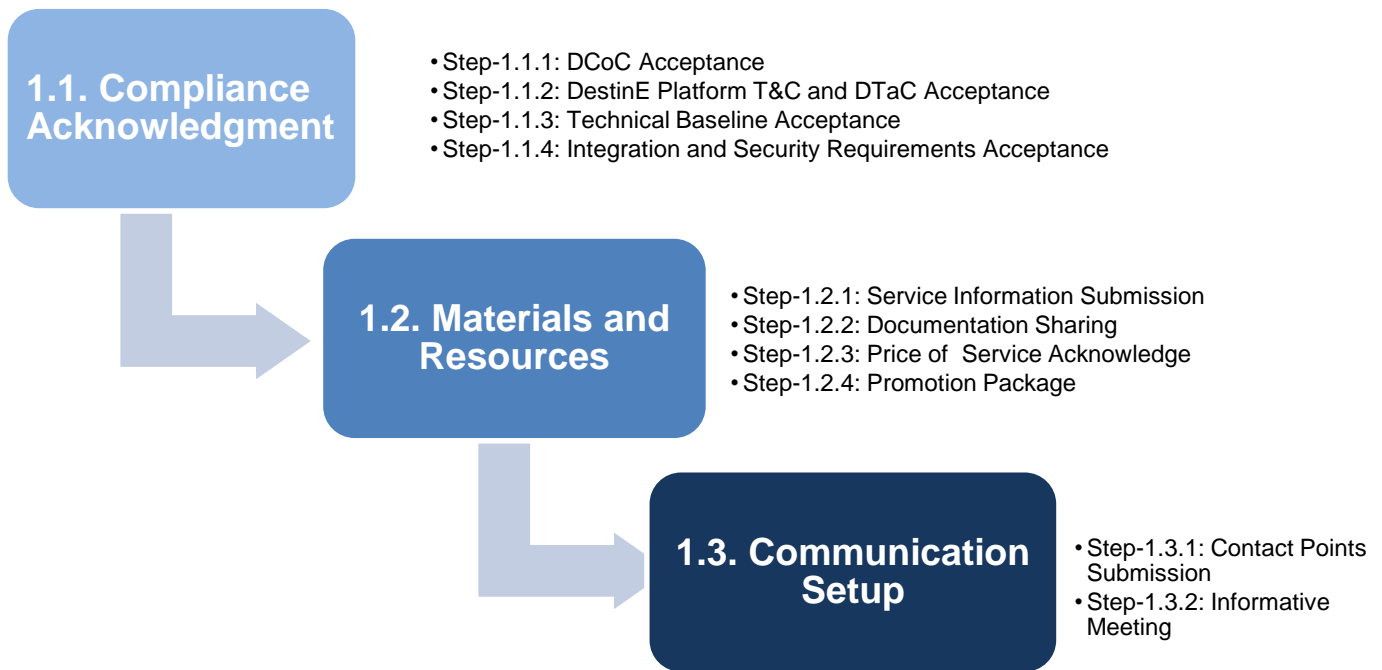 1.1. Compliance
Acknowledgment
• Step-1.1.1: DCoC Acceptance
• Step-1.1.2: DestinE Platform T&C and DTaC Acceptance
• Step-1.1.3: Technical Baseline Acceptance
• Step-1.1.4: Integration and Security Requirements Acceptance
1.2. Materials and
Resources
• Step-1.2.1: Service Information Submission
• Step-1.2.2: Documentation Sharing
• Step-1.2.3: Price of  Service Acknowledge
• Step-1.2.4: Promotion Package
1.3. Communication
Setup
• Step-1.3.1: Contact Points
Submission
• Step-1.3.2: Informative
Meeting